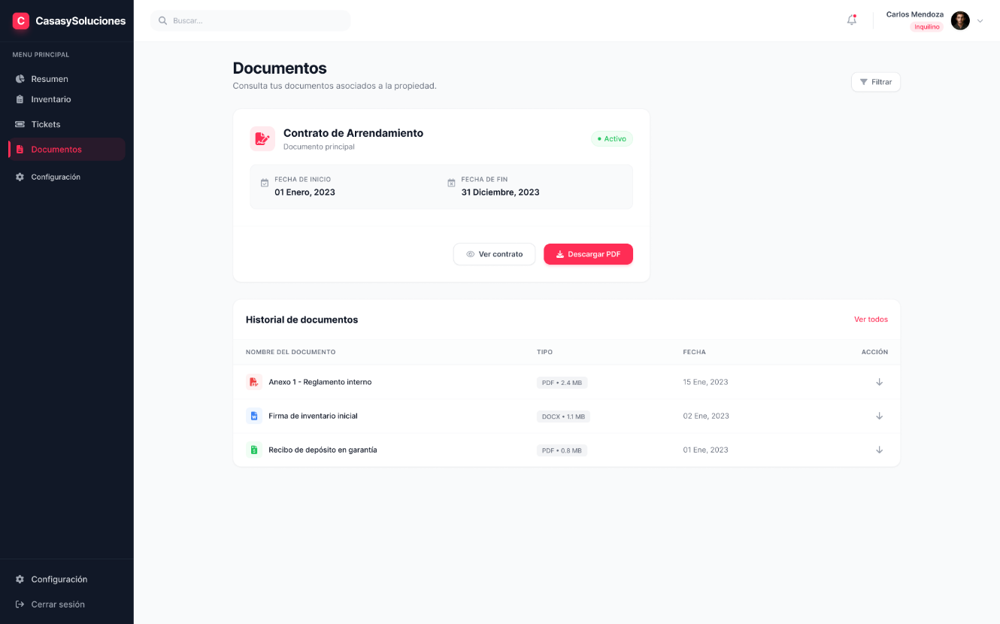 C CasasySoluciones
Buscar...
Carlos Mendoza
Inquilino
MENU PRINCIPAL
Resumen
Inventario
Tickets
Documentos
Configuración
Documentos
Consulta tus documentos asociados a la propiedad.
Filtrar
Contrato de Arrendamiento
Documento principal
Activo
FECHA DE INICIO
01 Enero, 2023
FECHA DE FIN
31 Diciembre, 2023
Ver contrato
Descargar PDF
Historial de documentos
Ver todos
NOMBRE DEL DOCUMENTO TIPO FECHA ACCIÓN
Anexo 1 - Reglamento interno PDF • 2.4 MB 15 Ene, 2023
Firma de inventario inicial DOCX • 1.1 MB 02 Ene, 2023
Recibo de depósito en garantía PDF • 0.8 MB 01 Ene, 2023
Configuración
Cerrar sesión